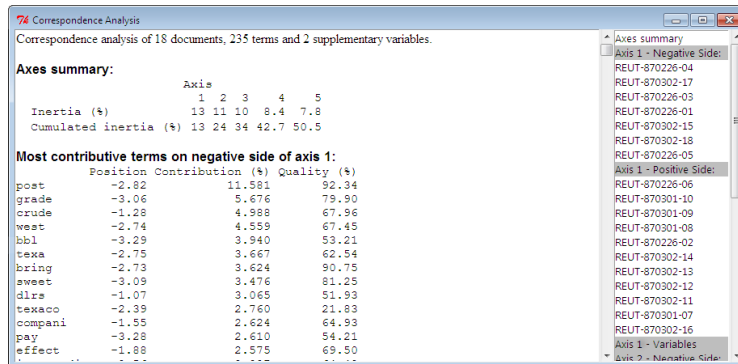 Correspondence Analysis
Correspondence analysis of 18 documents, 235 terms and 2 supplementary variables.
Axes summary:
Axis
1 2 3 4 5
Inertia (%) 13 11 10 8.4 7.8
Cumulated inertia (%) 13 24 34 42.7 50.5
Most contributive terms on negative side of axis 1:
Position Contribution (%) Quality (%)
post -2.82 11.581 92.34
grade -3.06 5.676 79.90
crude -1.28 4.988 67.96
west -2.74 4.559 67.45
bbl -3.29 3.940 53.21
texa -2.75 3.667 62.54
bring -2.73 3.624 90.75
sweet -3.09 3.476 81.25
dlrs -1.07 3.065 51.93
texaco -2.39 2.760 21.83
compani -1.55 2.624 64.93
pay -3.28 2.610 54.21
effect -1.88 2.575 69.50
Axes summary
Axis 1 - Negative Side:
REUT-870226-04
REUT-870302-17
REUT-870226-03
REUT-870226-01
REUT-870302-15
REUT-870302-18
REUT-870226-05
Axis 1 - Positive Side:
REUT-870226-06
REUT-870301-10
REUT-870301-09
REUT-870301-08
REUT-870226-02
REUT-870302-14
REUT-870302-13
REUT-870302-12
REUT-870302-11
REUT-870301-07
REUT-870302-16
Axis 1 - Variables
Axis 2 - Negative Side: